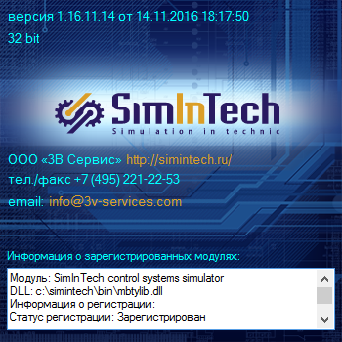 версия 1.16.11.14 от 14.11.2016 18:17:50
32 bit
SimInTech
Simulation in technic
ООО «3В Сервис» http://simintech.ru/
тел./факс +7 (495) 221-22-53
email: info@3v-services.com
Информация о зарегистрированных модулях:
Модуль: SimInTech control systems simulator
DLL: c:\simintech\bin\mbtylib.dll
Информация о регистрации:
Статус регистрации: Зарегистрирован